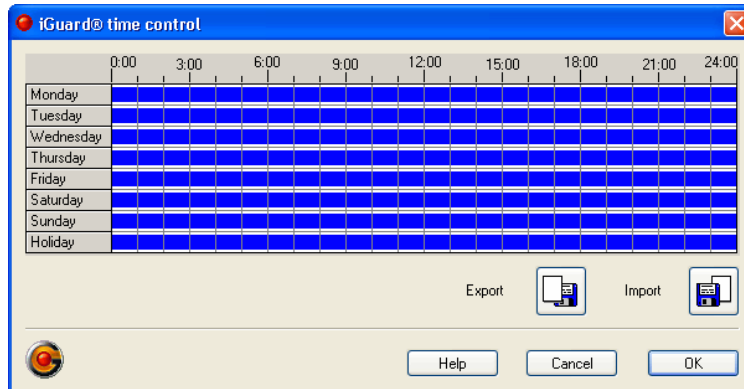 iGuard® time control
0:00 3:00 6:00 9:00 12:00 15:00 18:00 21:00 24:00
Monday
Tuesday
Wednesday
Thursday
Friday
Saturday
Sunday
Holiday
Export Import
Help Cancel OK